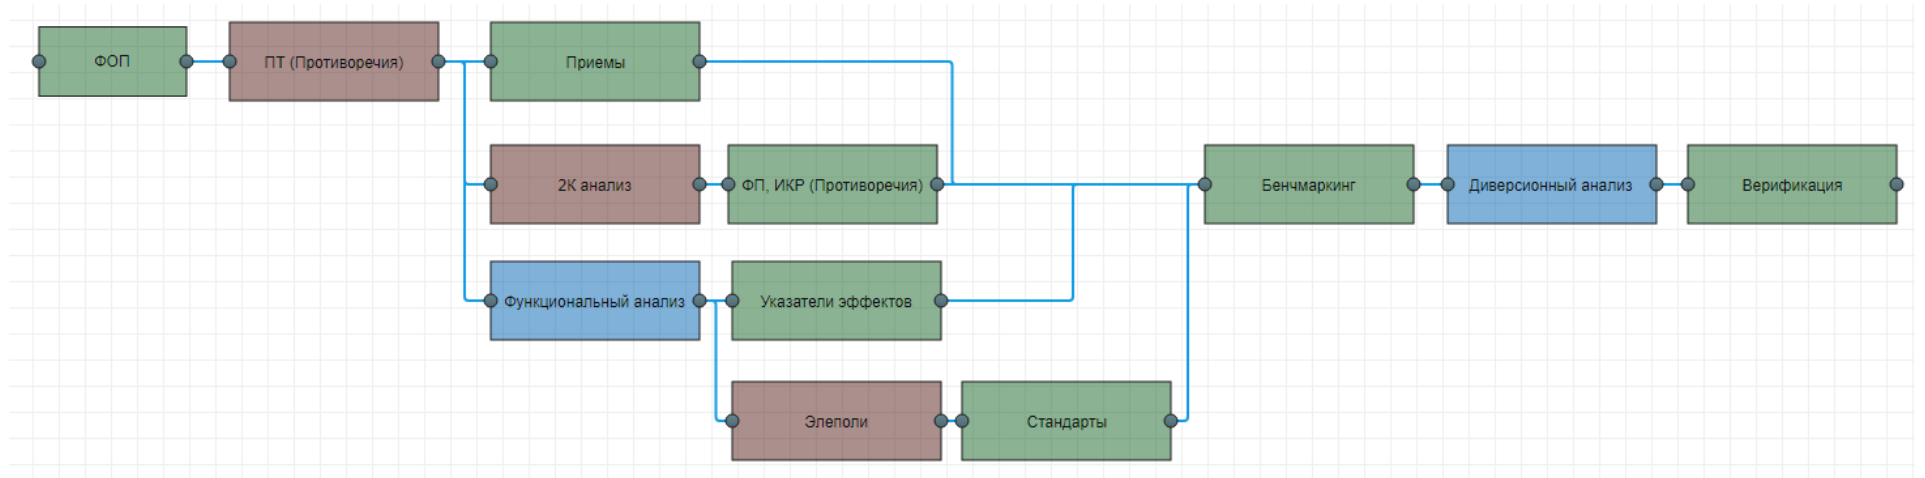 ФОП
ПТ (Противоречия)
Приемы
2К анализ
ФП, ИКР (Противоречия)
Бенчмаркинг
Диверсионный анализ
Верификация
Функциональный анализ
Указатели эффектов
Элеполи
Стандарты